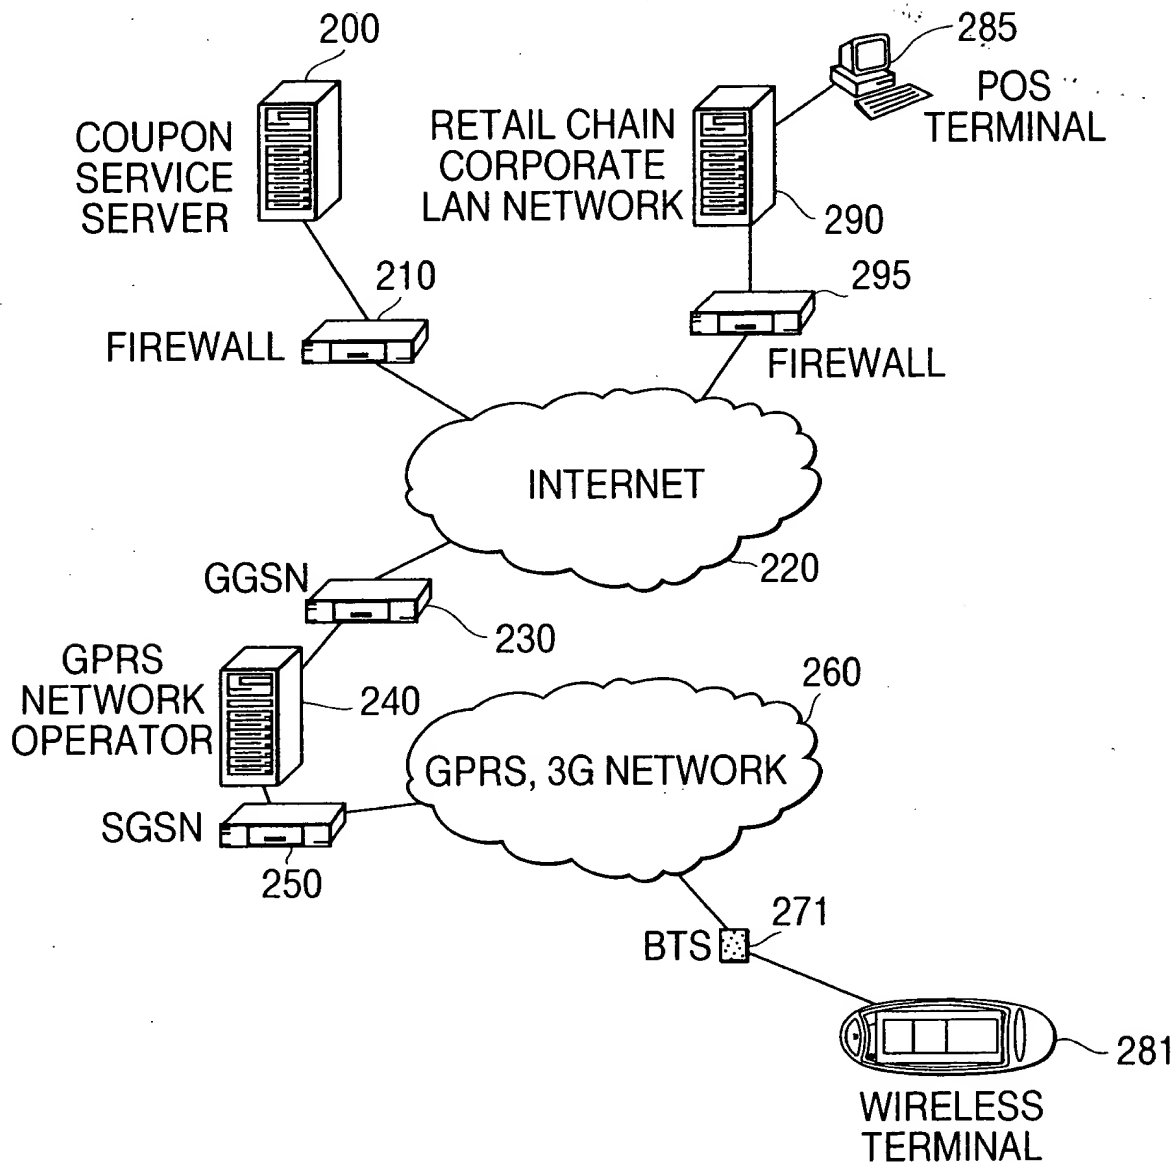 200
285
COUPON
SERVICE
SERVER
RETAIL CHAIN
CORPORATE
LAN NETWORK
POS
TERMINAL
290
210
295
FIREWALL
FIREWALL
INTERNET
220
GGSN
230
GPRS
NETWORK
OPERATOR
240
260
GPRS, 3G NETWORK
SGSN
250
271
BTS
281
WIRELESS
TERMINAL